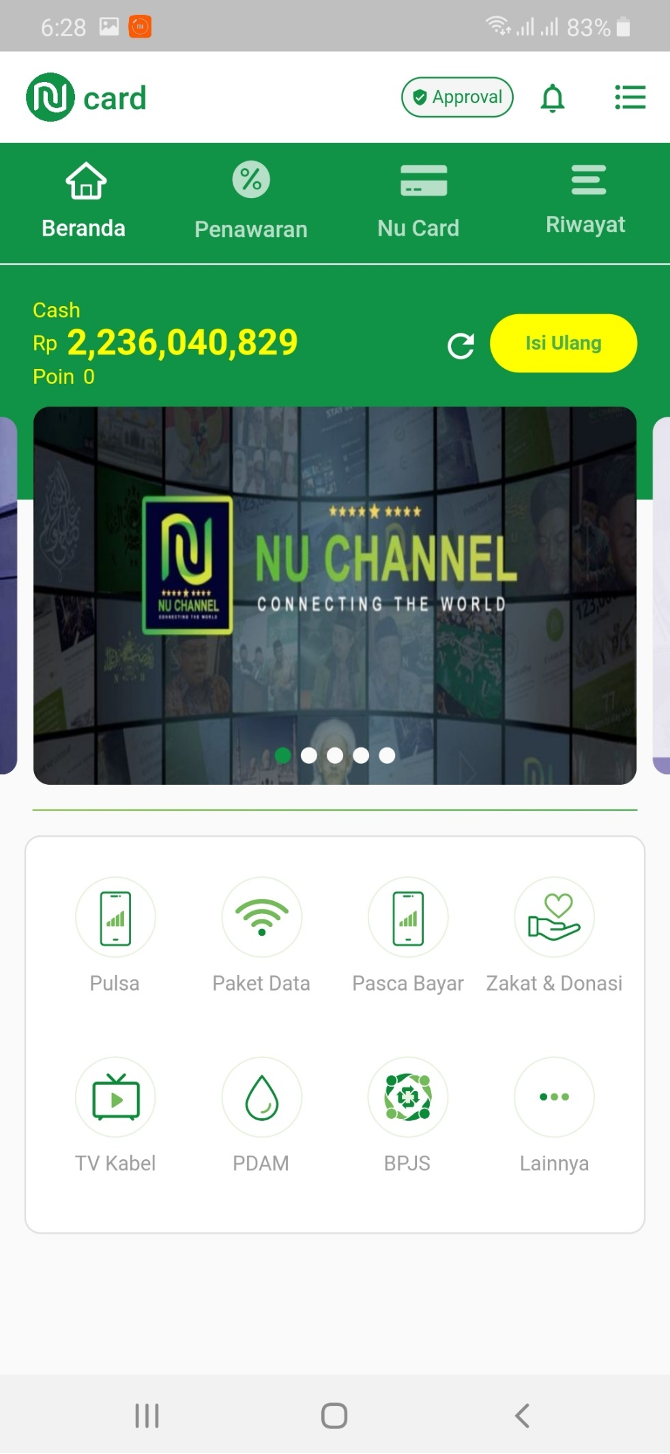 6:28
83%
card
Approval
Beranda
Penawaran
Nu Card
Riwayat
Cash
Rp 2,236,040,829
Isi Ulang
Poin 0
NU CHANNEL
CONNECTING THE WORLD
NU CHANNEL
CONNECTING THE WORLD
Pulsa
Paket Data
Pasca Bayar
Zakat & Donasi
TV Kabel
PDAM
BPJS
Lainnya